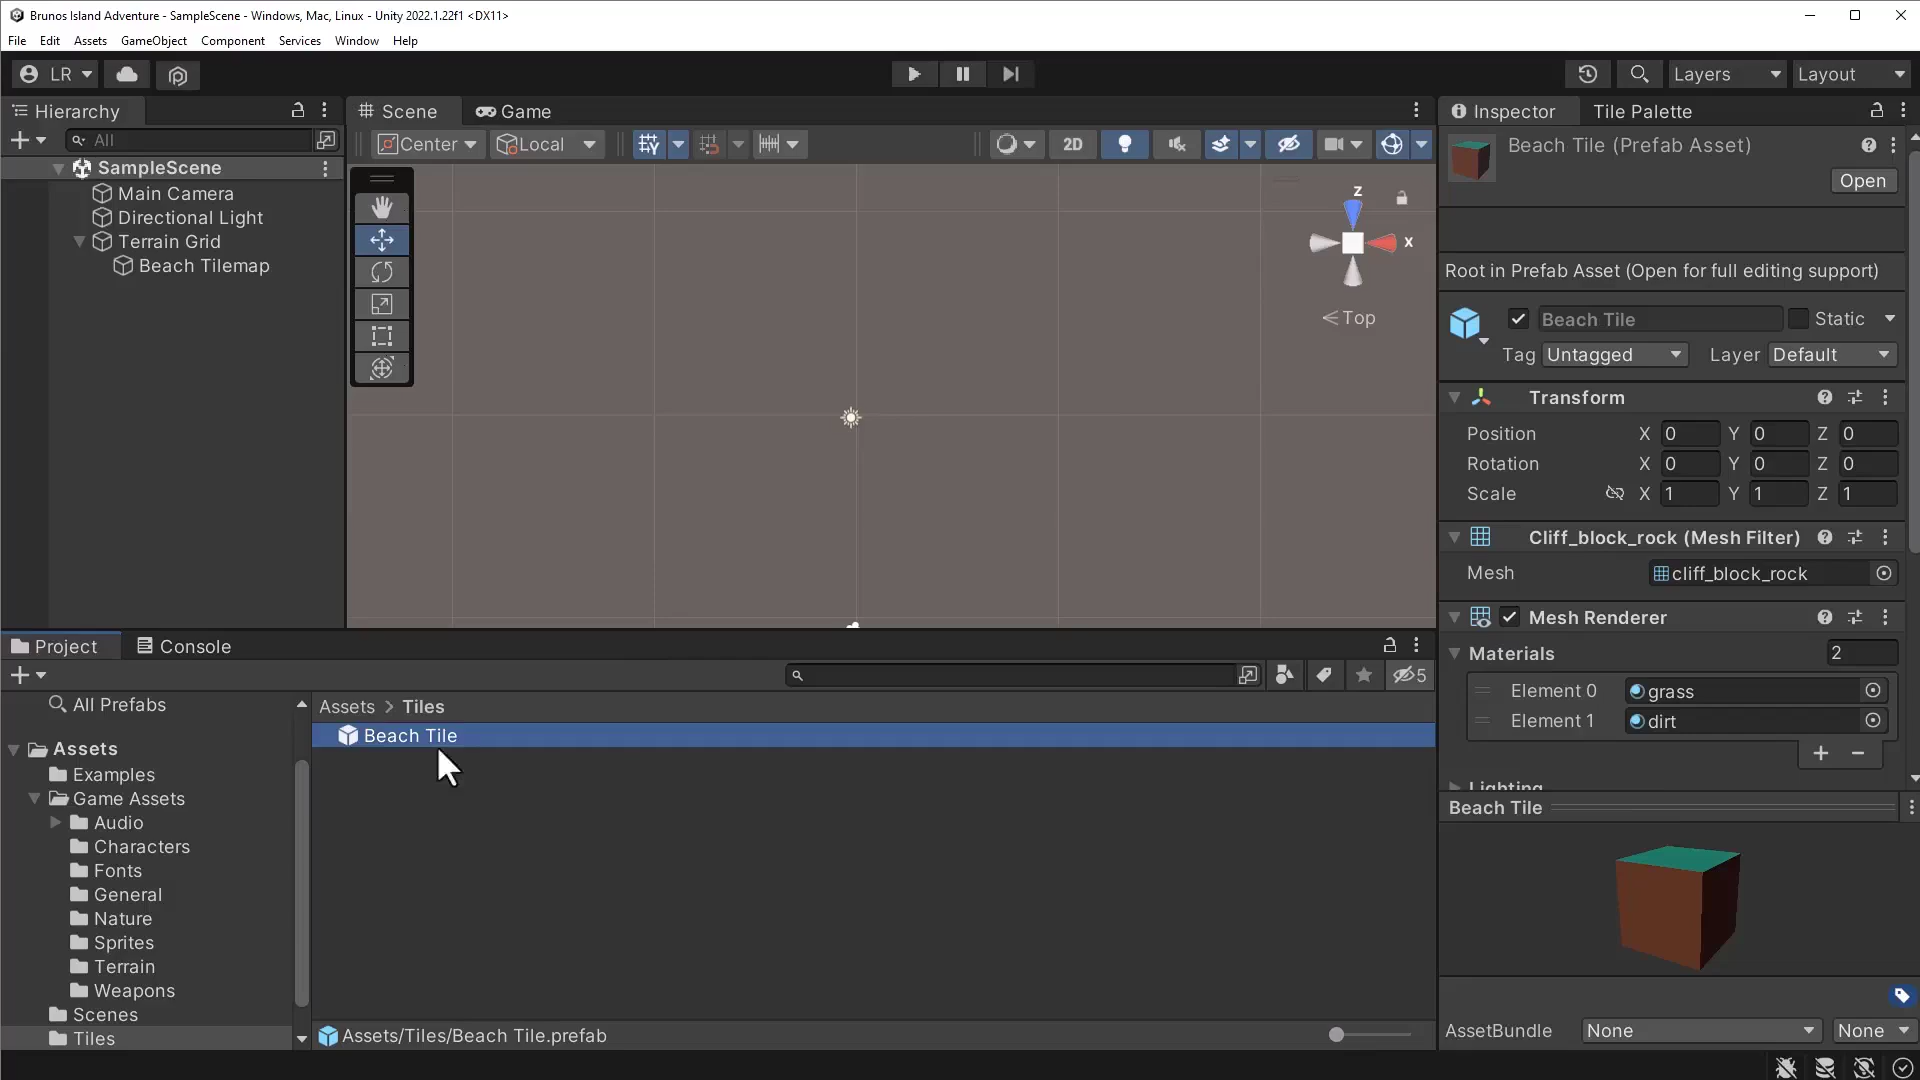 Brunos Island Adventure - SampleScene - Windows, Mac, Linux - Unity 2022.1.22f1 <DX11>
File Edit Assets GameObject Component Services Window Help
LR
Layers
Layout
Hierarchy
All
SampleScene
Main Camera
Directional Light
Terrain Grid
Beach Tilemap
Scene
Game
Center
Local
2D
z
x
Top
Inspector
Tile Palette
Beach Tile (Prefab Asset)
Open
Root in Prefab Asset (Open for full editing support)
Beach Tile
Static
Tag Untagged Layer Default
Transform
Position X 0 Y 0 Z 0
Rotation X 0 Y 0 Z 0
Scale X 1 Y 1 Z 1
Cliff_block_rock (Mesh Filter)
Mesh cliff_block_rock
Mesh Renderer
Materials 2
Element 0 grass
Element 1 dirt
Lighting
Beach Tile
AssetBundle None None
Project
Console
5
All Prefabs
Assets
Examples
Game Assets
Audio
Characters
Fonts
General
Nature
Sprites
Terrain
Weapons
Scenes
Tiles
Assets > Tiles
Beach Tile
Assets/Tiles/Beach Tile.prefab